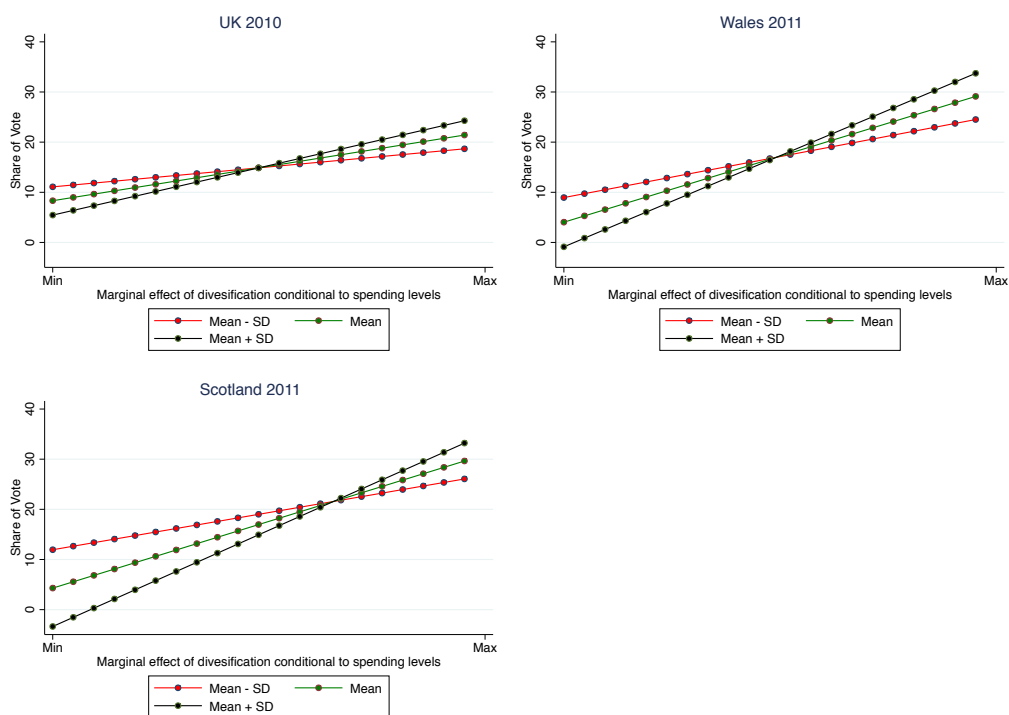 UK 2010
40
30
20
10
0
Share of Vote
Min
Max
Marginal effect of divesification conditional to spending levels
Mean - SD
Mean
Mean + SD
Wales 2011
40
30
20
10
0
Share of Vote
Min
Max
Marginal effect of divesification conditional to spending levels
Mean - SD
Mean
Mean + SD
Scotland 2011
40
30
20
10
0
Share of Vote
Min
Max
Marginal effect of divesification conditional to spending levels
Mean - SD
Mean
Mean + SD